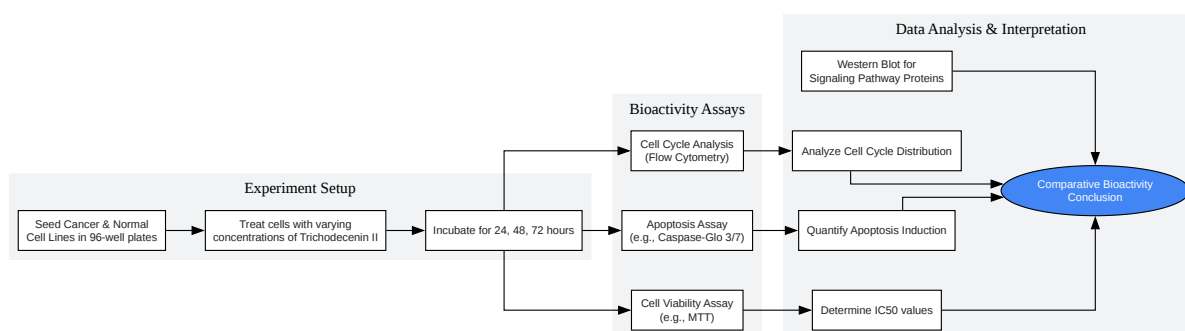 Data Analysis & Interpretation
Western Blot for
Signaling Pathway Proteins
Bioactivity Assays
Cell Cycle Analysis
(Flow Cytometry)
Analyze Cell Cycle Distribution
Experiment Setup
Comparative Bioactivity
Conclusion
Seed Cancer & Normal
Cell Lines in 96-well plates
Treat cells with varying
concentrations of Trichodecenin II
Incubate for 24, 48, 72 hours
Apoptosis Assay
(e.g., Caspase-Glo 3/7)
Quantify Apoptosis Induction
Cell Viability Assay
(e.g., MTT)
Determine IC50 values